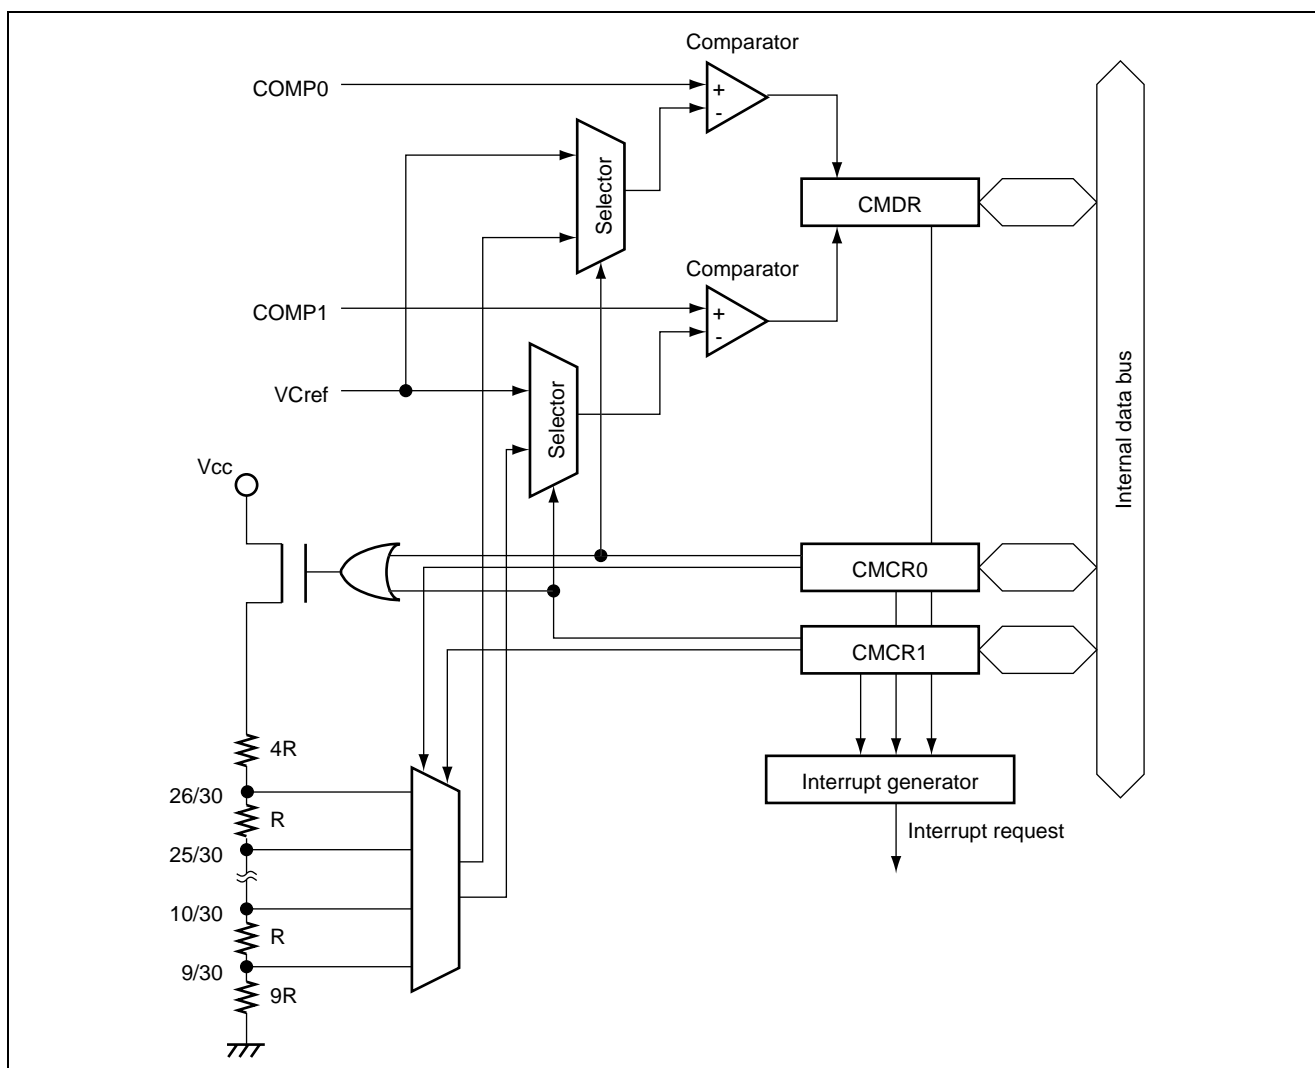 Comparator
COMP0
+
-
Selector
CMDR
Comparator
COMP1
+
-
VCref
Selector
Internal data bus
Vcc
CMCR0
CMCR1
4R
Interrupt generator
26/30
R
Interrupt request
25/30
10/30
R
9/30
9R